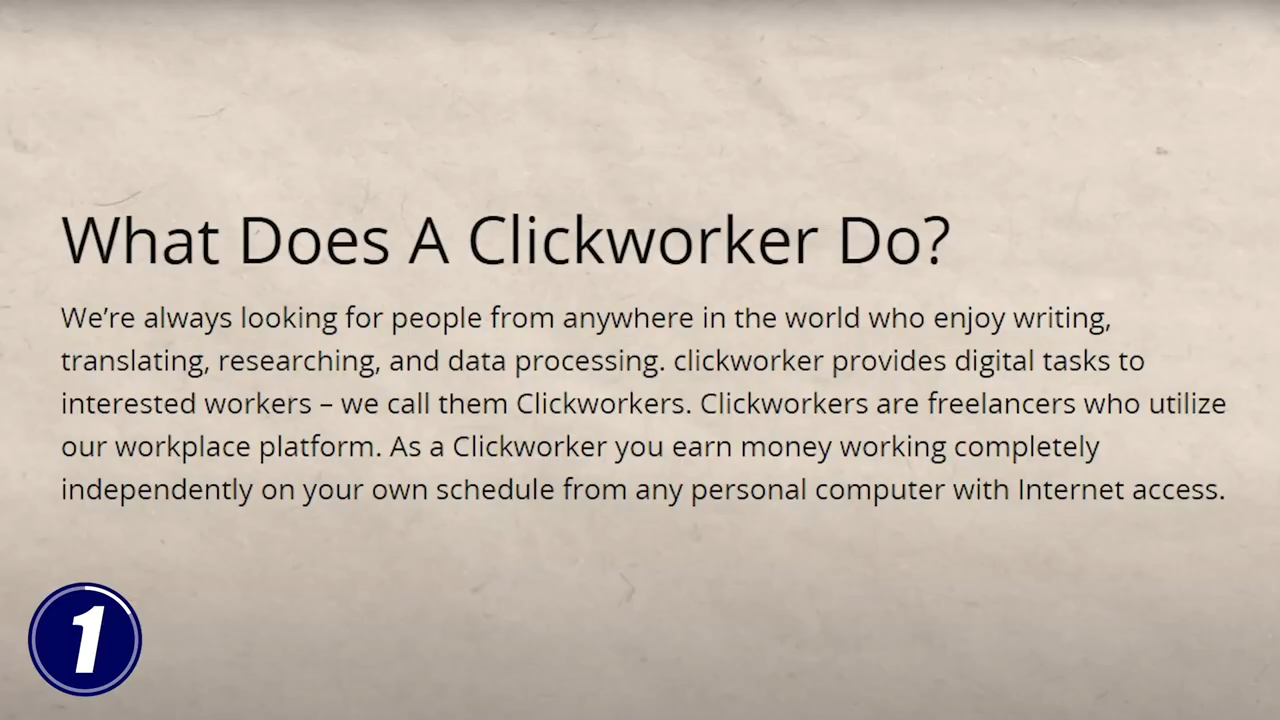 What Does A Clickworker Do?
We’re always looking for people from anywhere in the world who enjoy writing,
translating, researching, and data processing. clickworker provides digital tasks to
interested workers – we call them Clickworkers. Clickworkers are freelancers who utilize
our workplace platform. As a Clickworker you earn money working completely
independently on your own schedule from any personal computer with Internet access.
1